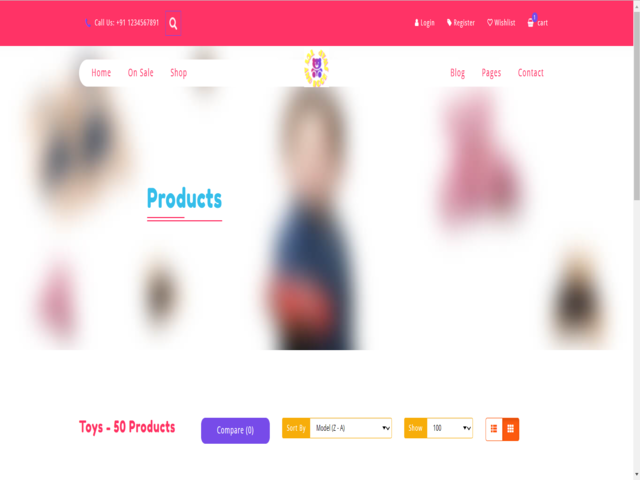 Call Us: +91 1234567891
Login Register Wishlist 1 cart
Home On Sale Shop
Blog Pages Contact
Products
Toys - 50 Products
Compare (0)
Sort By Model (Z - A)
Show 100